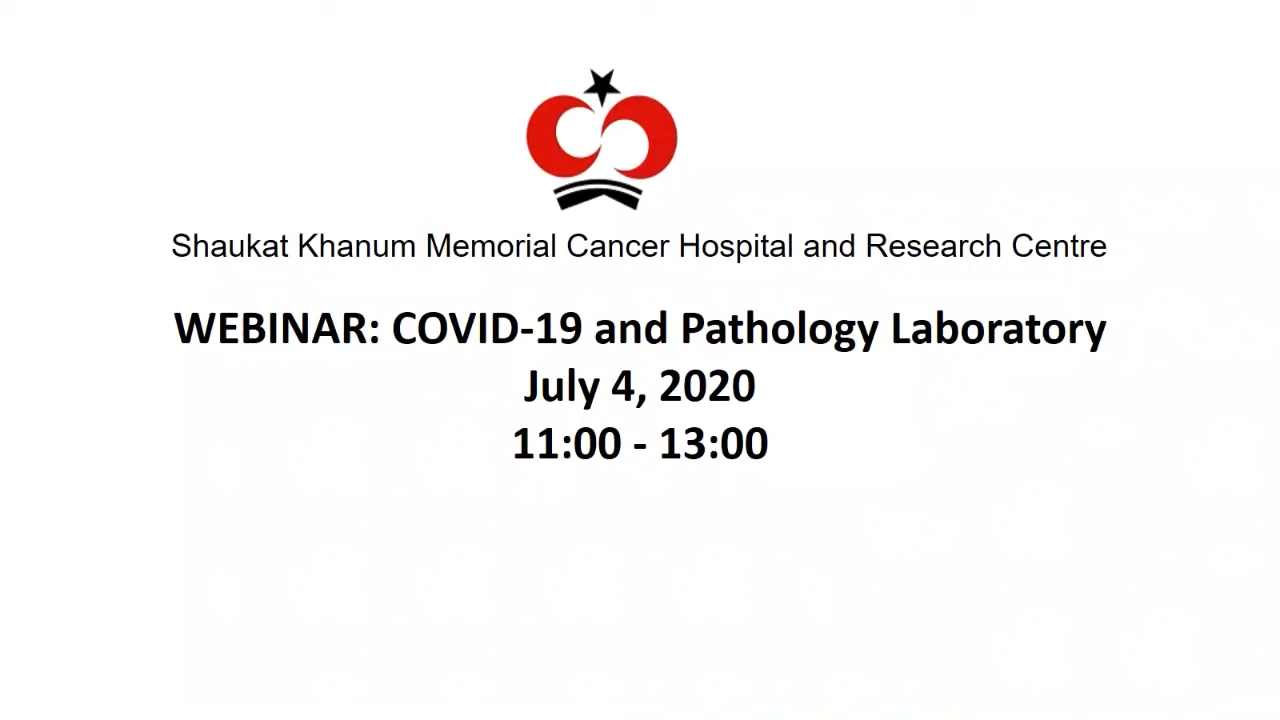 Shaukat Khanum Memorial Cancer Hospital and Research Centre
WEBINAR: COVID-19 and Pathology Laboratory
July 4, 2020
11:00 - 13:00